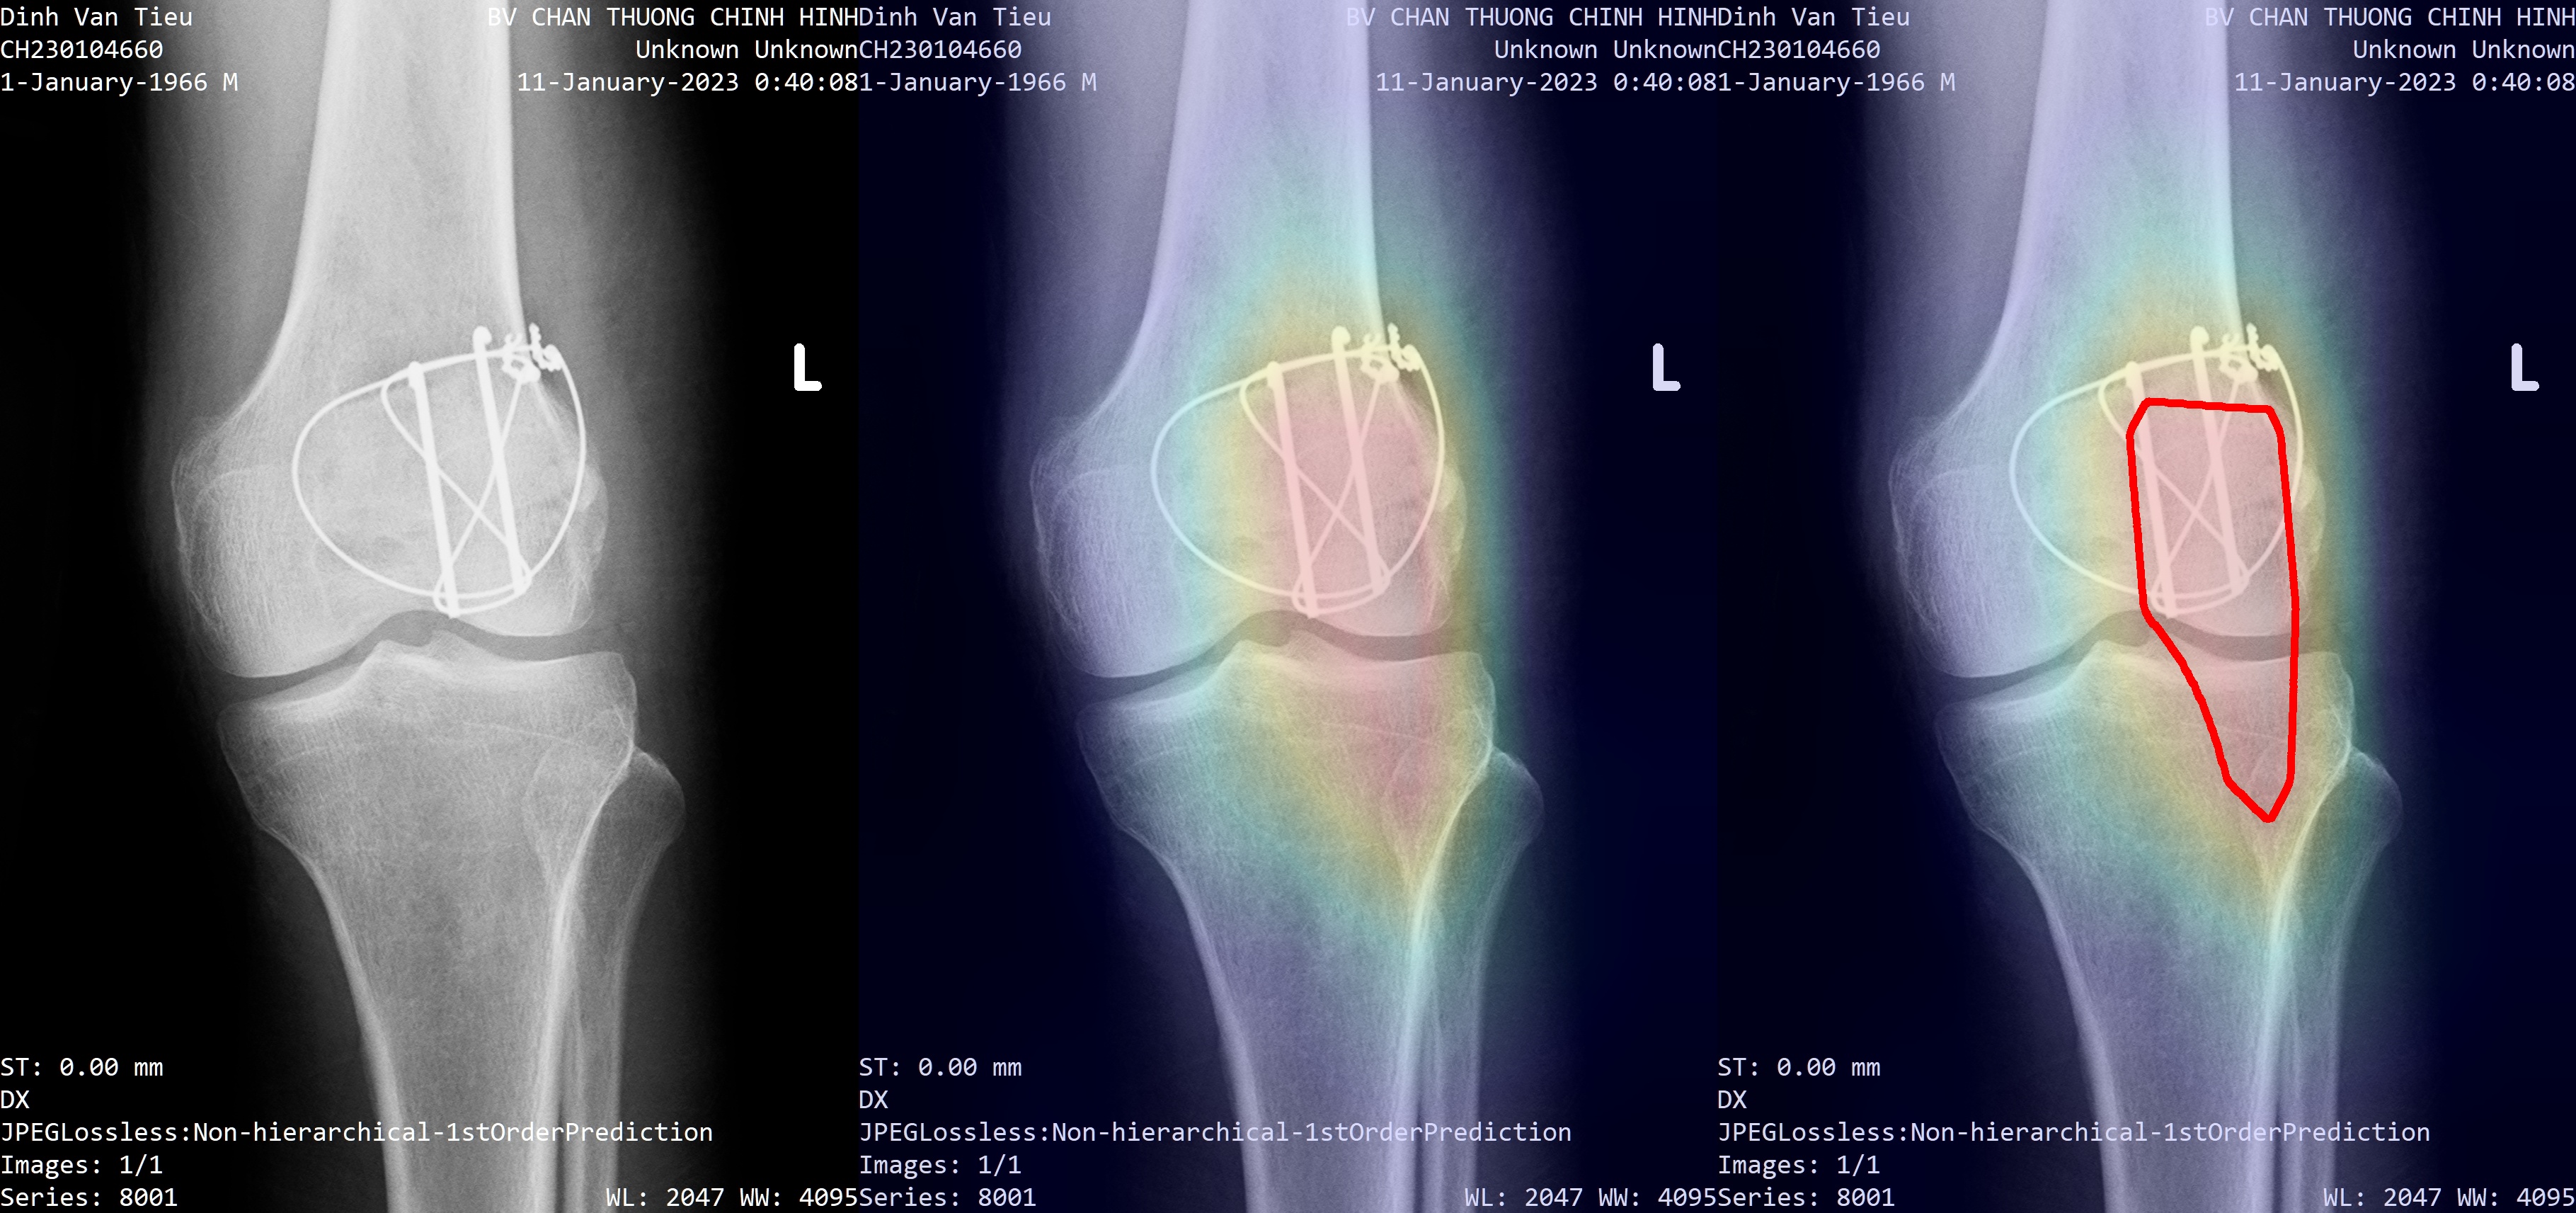 Dinh Van Tieu
CH230104660
1-January-1966 M
BV CHAN THUONG CHINH HINH
Unknown Unknown
11-January-2023 0:40:08
L
ST: 0.00 mm
DX
JPEGLossless:Non-hierarchical-1stOrderPrediction
Images: 1/1
Series: 8001
WL: 2047 WW: 4095
Dinh Van Tieu
CH230104660
1-January-1966 M
BV CHAN THUONG CHINH HINH
Unknown Unknown
11-January-2023 0:40:08
L
ST: 0.00 mm
DX
JPEGLossless:Non-hierarchical-1stOrderPrediction
Images: 1/1
Series: 8001
WL: 2047 WW: 4095
Dinh Van Tieu
CH230104660
1-January-1966 M
BV CHAN THUONG CHINH HINH
Unknown Unknown
11-January-2023 0:40:08
L
ST: 0.00 mm
DX
JPEGLossless:Non-hierarchical-1stOrderPrediction
Images: 1/1
Series: 8001
WL: 2047 WW: 4095